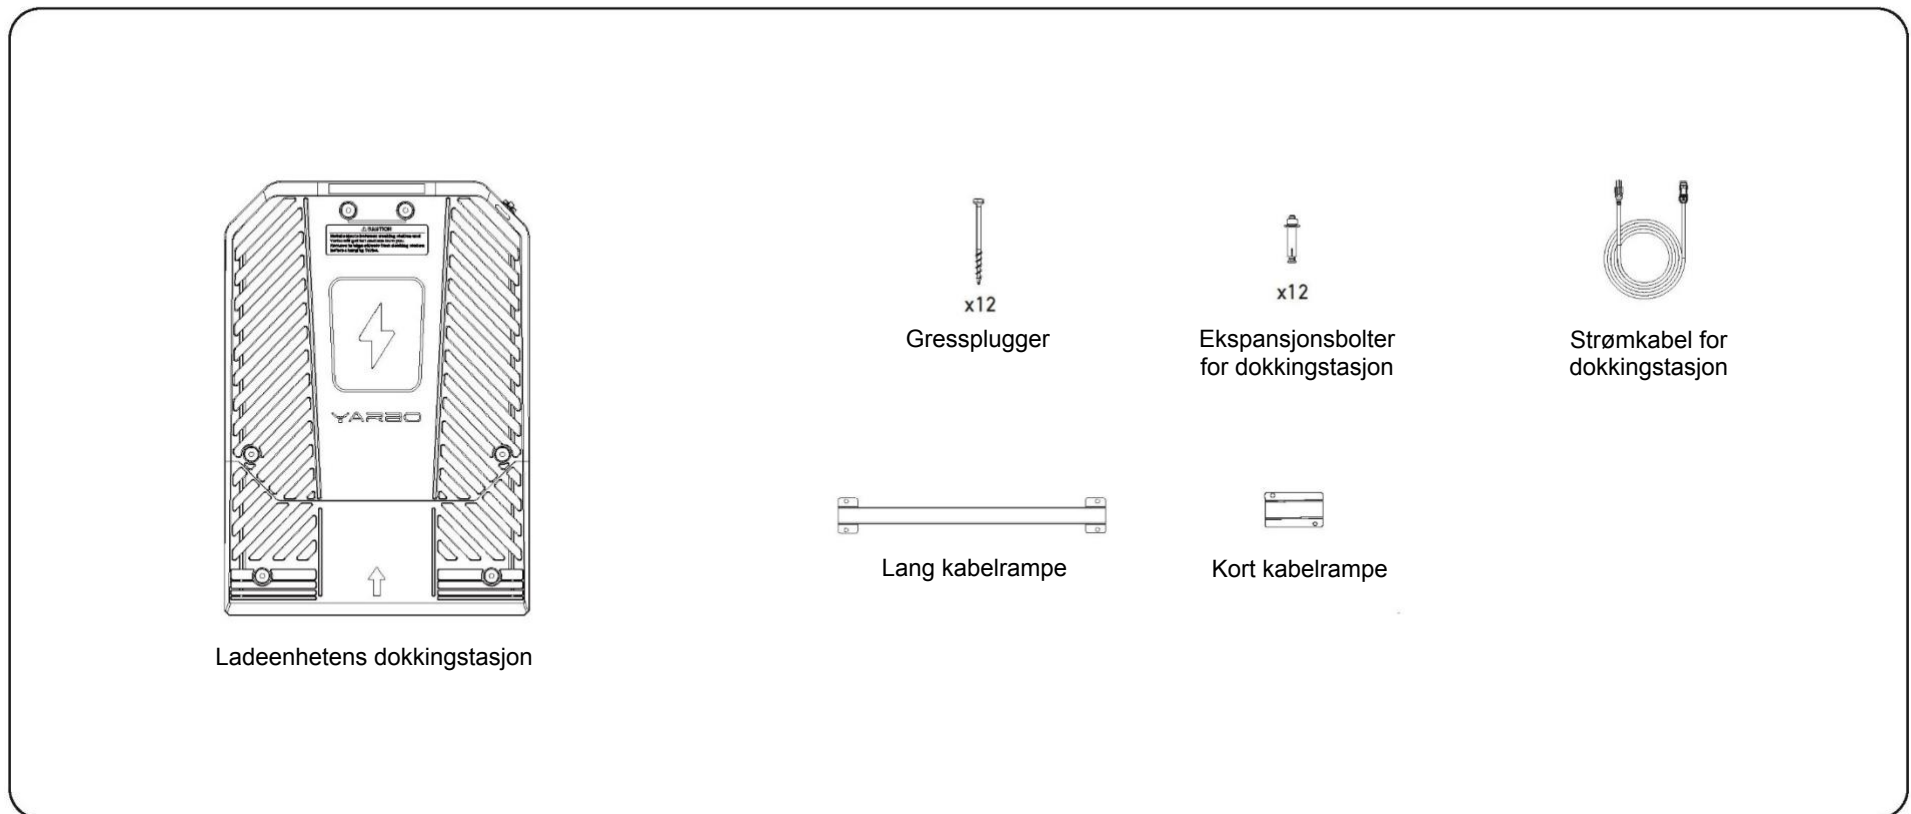 ⚠ CAUTION
YARBO
Ladeenhetens dokkingstasjon
x12
Gressplugger
x12
Ekspansjonsbolter
for dokkingstasjon
Strømkabel for
dokkingstasjon
Lang kabelrampe
Kort kabelrampe